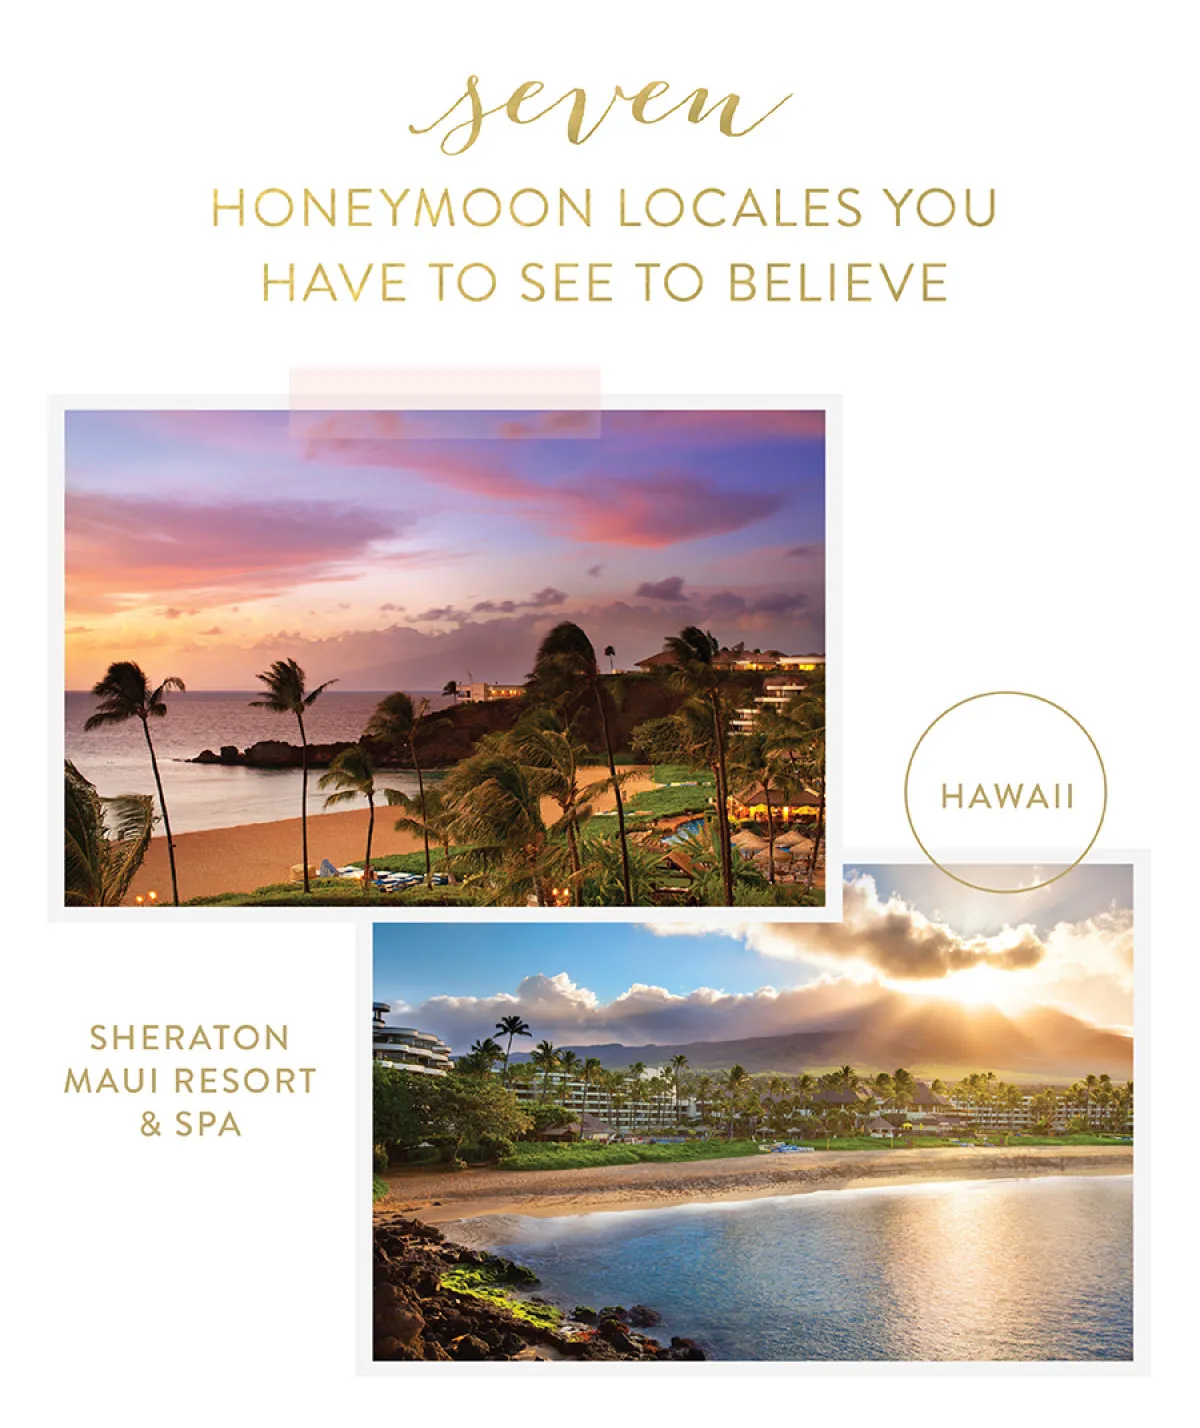 seven
HONEYMOON LOCALES YOU
HAVE TO SEE TO BELIEVE
HAWAII
SHERATON
MAUI RESORT
& SPA